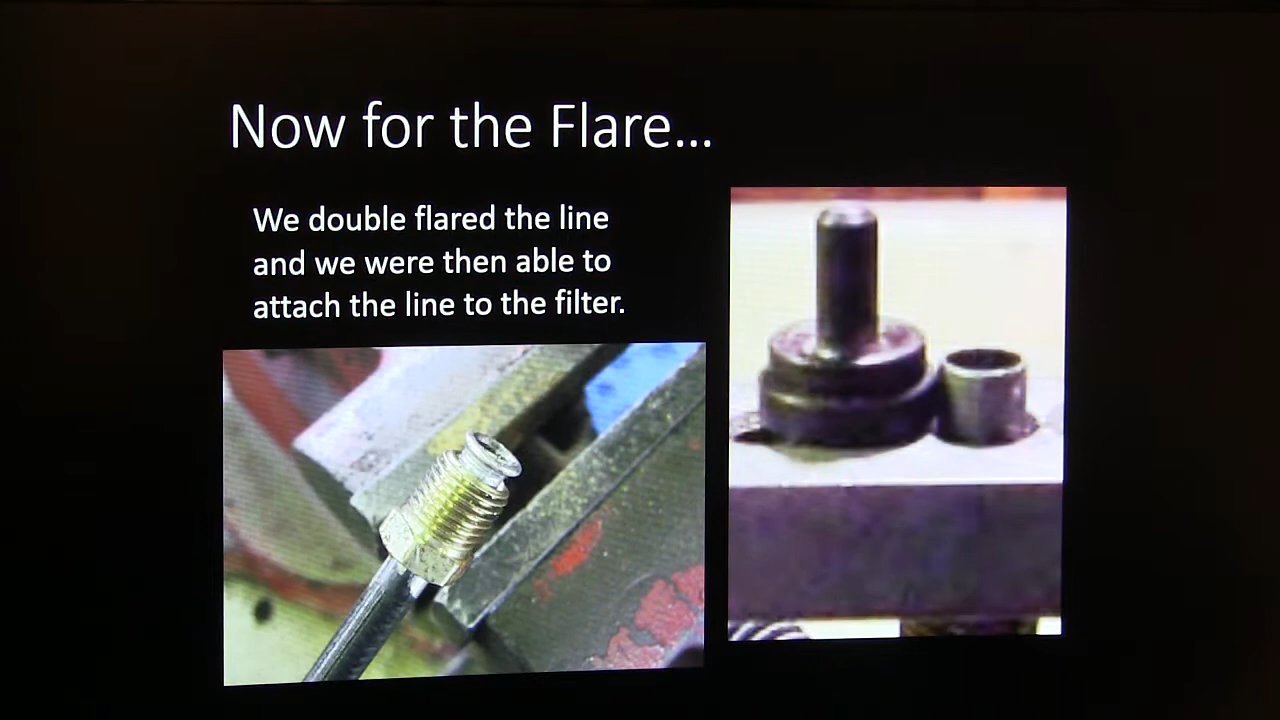 Now for the Flare...
We double flared the line
and we were then able to
attach the line to the filter.